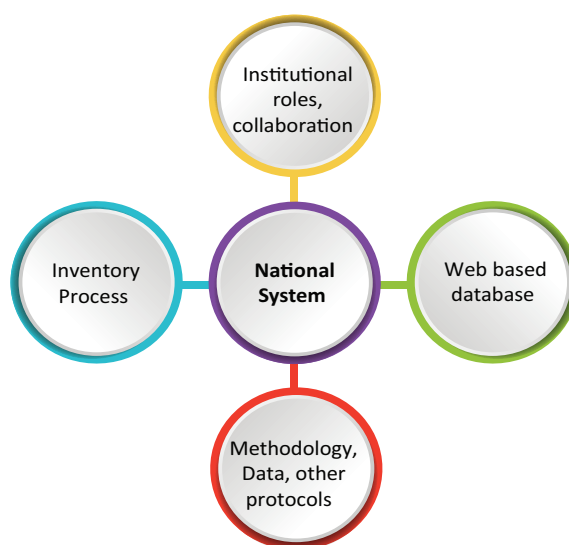 Institutional
roles,
collaboration
Inventory
Process
National
System
Web based
database
Methodology,
Data, other
protocols